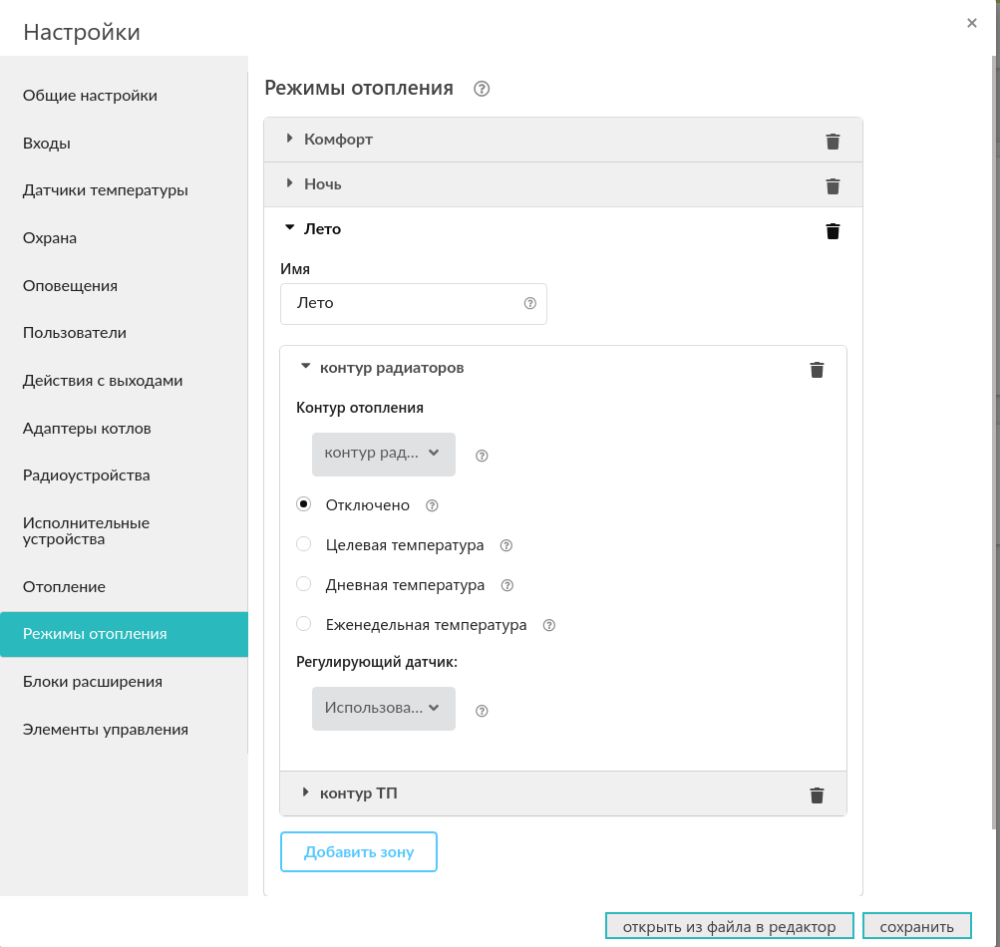 Настройки
×
Общие настройки
Входы
Датчики температуры
Охрана
Оповещения
Пользователи
Действия с выходами
Адаптеры котлов
Радиоустройства
Исполнительные
устройства
Отопление
Режимы отопления
Блоки расширения
Элементы управления
Режимы отопления ?
Комфорт
Ночь
Лето
Имя
Лето ?
контур радиаторов
Контур отопления
контур рад... ?
Отключено ?
Целевая температура ?
Дневная температура ?
Еженедельная температура ?
Регулирующий датчик:
Использова... ?
контур ТП
Добавить зону
открыть из файла в редактор
сохранить